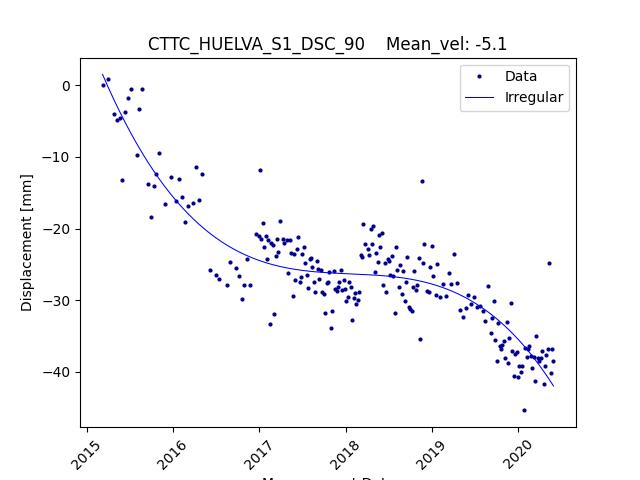 CTTC_HUELVA_S1_DSC_90    Mean_vel: -5.1
Data
Irregular
Displacement [mm]
0
−10
−20
−30
−40
2015
2016
2017
2018
2019
2020